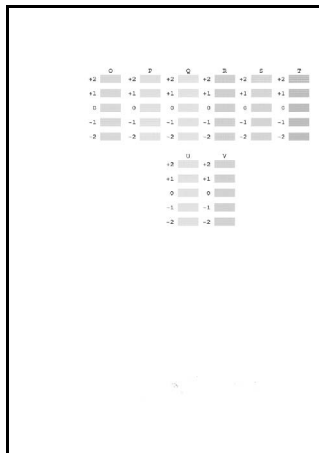 O P Q R S T
+2 +2 +2 +2 +2 +2
+1 +1 +1 +1 +1 +1
0 0 0 0 0 0
-1 -1 -1 -1 -1 -1
-2 -2 -2 -2 -2 -2
U V
+2 +2
+1 +1
0 0
-1 -1
-2 -2